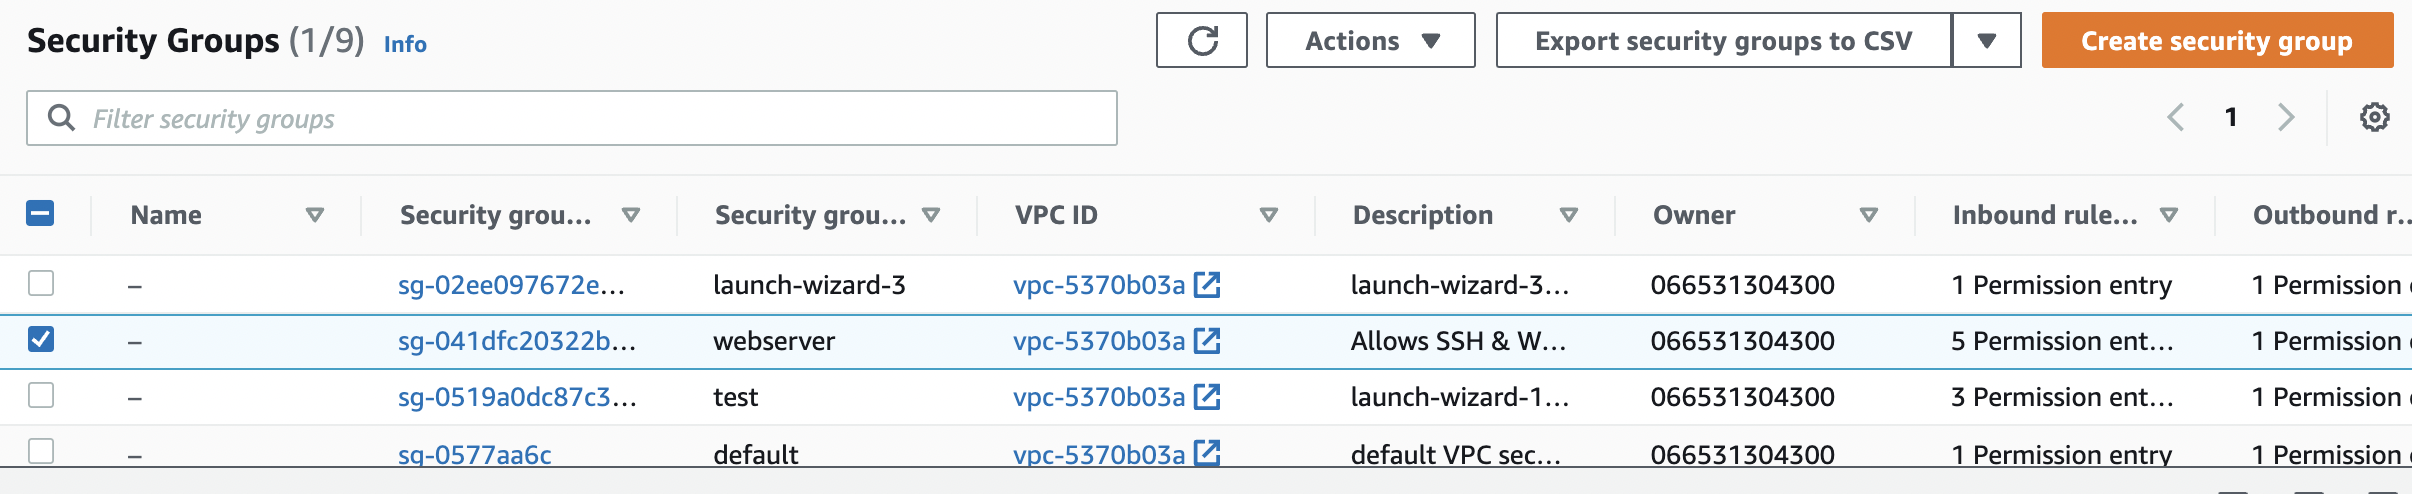 Security Groups (1/9) Info
Actions Export security groups to CSV Create security group
Filter security groups 1
Name Security grou... Security grou... VPC ID Description Owner Inbound rule... Outbound r...
– sg-02ee097672e... launch-wizard-3 vpc-5370b03a launch-wizard-3... 066531304300 1 Permission entry 1 Permission
– sg-041dfc20322b... webserver vpc-5370b03a Allows SSH & W... 066531304300 5 Permission ent... 1 Permission
– sg-0519a0dc87c3... test vpc-5370b03a launch-wizard-1... 066531304300 3 Permission ent... 1 Permission
– sg-0577aa6c default vpc-5370b03a default VPC sec... 066531304300 1 Permission entry 1 Permission